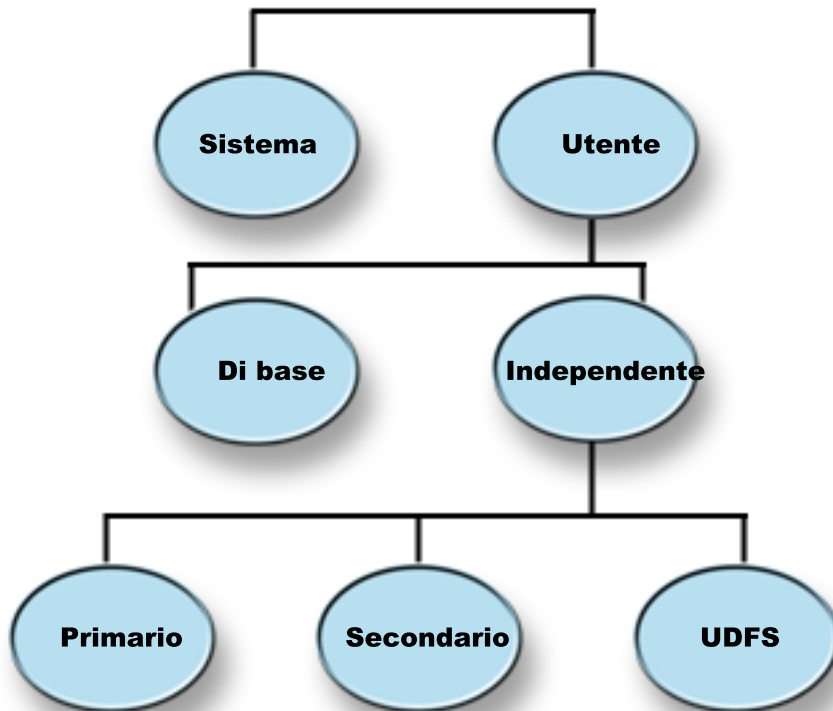 Sistema
Utente
Di base
Independente
Primario
Secondario
UDFS